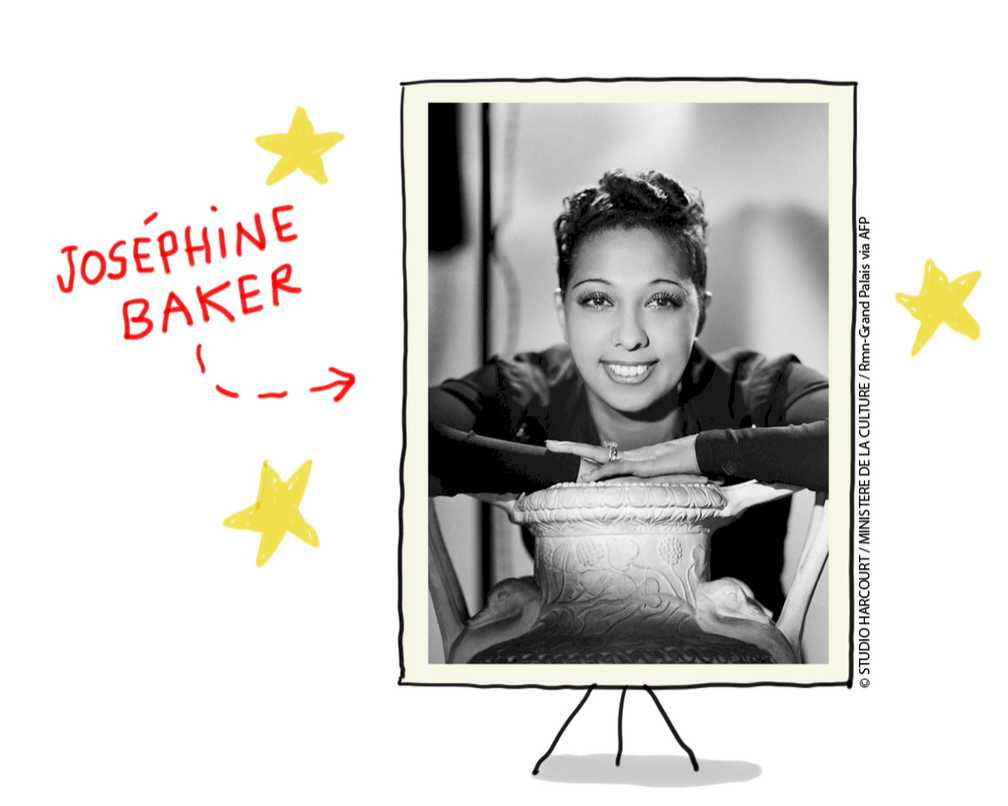 JOSÉPHINE
BAKER
© STUDIO HARCOURT / MINISTERE DE LA CULTURE / Rmn-Grand Palais via AFP